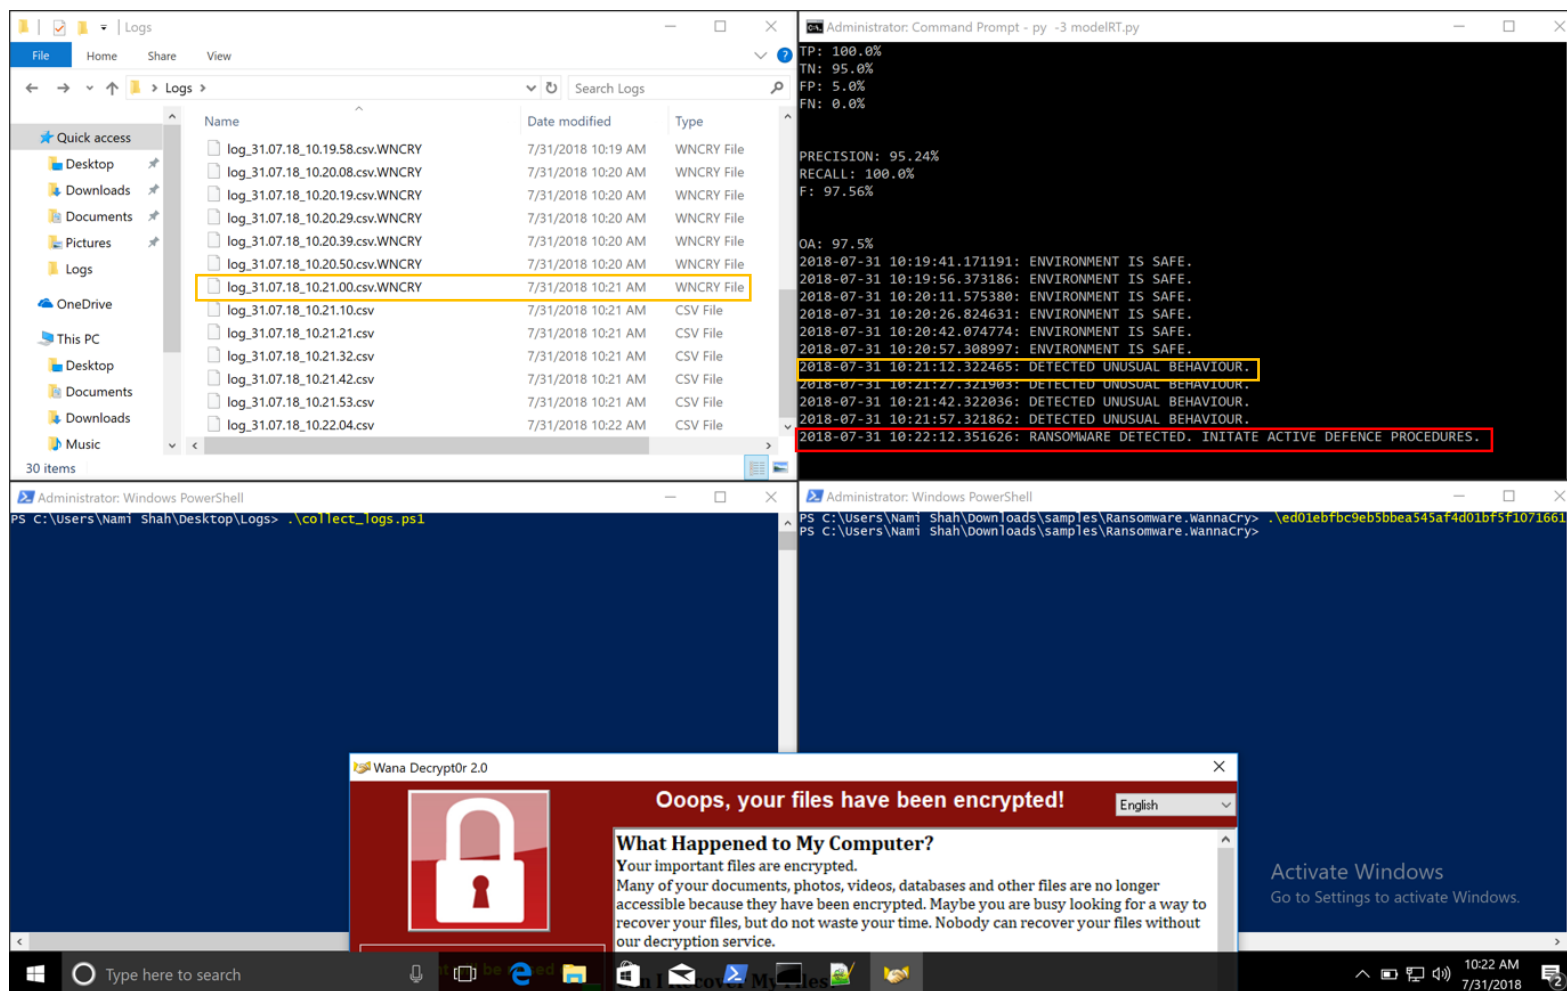 Logs
File Home Share View
Logs
Search Logs
Name Date modified Type
Quick access
Desktop
Downloads
Documents
Pictures
Logs
OneDrive
This PC
Desktop
Documents
Downloads
Music
log_31.07.18_10.19.58.csv.WNCRY 7/31/2018 10:19 AM WNCRY File
log_31.07.18_10.20.08.csv.WNCRY 7/31/2018 10:20 AM WNCRY File
log_31.07.18_10.20.19.csv.WNCRY 7/31/2018 10:20 AM WNCRY File
log_31.07.18_10.20.29.csv.WNCRY 7/31/2018 10:20 AM WNCRY File
log_31.07.18_10.20.39.csv.WNCRY 7/31/2018 10:20 AM WNCRY File
log_31.07.18_10.20.50.csv.WNCRY 7/31/2018 10:20 AM WNCRY File
log_31.07.18_10.21.00.csv.WNCRY 7/31/2018 10:21 AM WNCRY File
log_31.07.18_10.21.10.csv 7/31/2018 10:21 AM CSV File
log_31.07.18_10.21.21.csv 7/31/2018 10:21 AM CSV File
log_31.07.18_10.21.32.csv 7/31/2018 10:21 AM CSV File
log_31.07.18_10.21.42.csv 7/31/2018 10:21 AM CSV File
log_31.07.18_10.21.53.csv 7/31/2018 10:21 AM CSV File
log_31.07.18_10.22.04.csv 7/31/2018 10:22 AM CSV File
30 items
Administrator: Command Prompt - py -3 modelRT.py
TP: 100.0%
TN: 95.0%
FP: 5.0%
FN: 0.0%
PRECISION: 95.24%
RECALL: 100.0%
F: 97.56%
OA: 97.5%
2018-07-31 10:19:41.171191: ENVIRONMENT IS SAFE.
2018-07-31 10:19:56.373186: ENVIRONMENT IS SAFE.
2018-07-31 10:20:11.575380: ENVIRONMENT IS SAFE.
2018-07-31 10:20:26.824631: ENVIRONMENT IS SAFE.
2018-07-31 10:20:42.074774: ENVIRONMENT IS SAFE.
2018-07-31 10:20:57.308997: ENVIRONMENT IS SAFE.
2018-07-31 10:21:12.322465: DETECTED UNUSUAL BEHAVIOUR.
2018-07-31 10:21:27.321903: DETECTED UNUSUAL BEHAVIOUR.
2018-07-31 10:21:42.322036: DETECTED UNUSUAL BEHAVIOUR.
2018-07-31 10:21:57.321862: DETECTED UNUSUAL BEHAVIOUR.
2018-07-31 10:22:12.351626: RANSOMWARE DETECTED. INITATE ACTIVE DEFENCE PROCEDURES.
Administrator: Windows PowerShell
PS C:\Users\Nami Shah\Desktop\Logs> .\collect_logs.ps1
Administrator: Windows PowerShell
PS C:\Users\Nami Shah\Downloads\samples\Ransomware.WannaCry> .\ed01ebfbc9eb5bbea545af4d01bf5f1071661
PS C:\Users\Nami Shah\Downloads\samples\Ransomware.WannaCry>
Wana Decrypt0r 2.0
Ooops, your files have been encrypted!
English
What Happened to My Computer?
Your important files are encrypted.
Many of your documents, photos, videos, databases and other files are no longer
accessible because they have been encrypted. Maybe you are busy looking for a way to
recover your files, but do not waste your time. Nobody can recover your files without
our decryption service.
Activate Windows
Go to Settings to activate Windows.
Type here to search
10:22 AM
7/31/2018
2